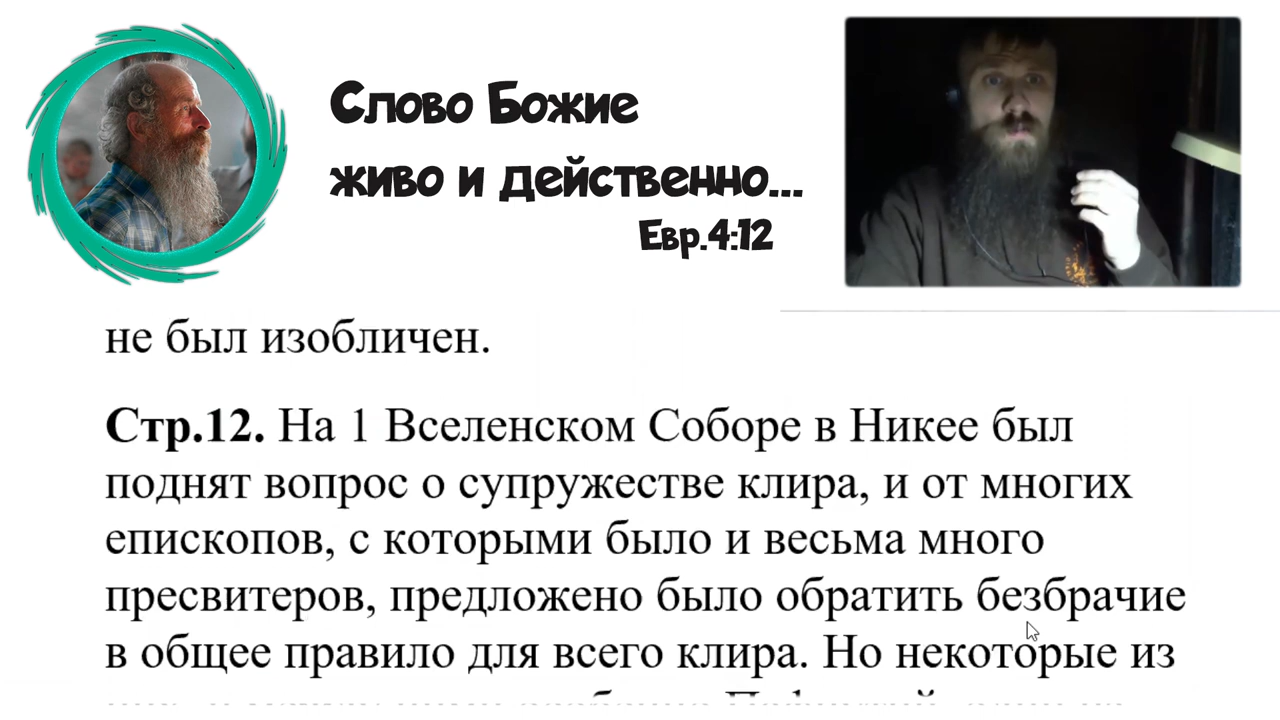 Слово Божие
живо и действенно...
Евр.4:12
не был изобличен.
Стр.12. На 1 Вселенском Соборе в Никее был
поднят вопрос о супружестве клира, и от многих
епископов, с которыми было и весьма много
пресвитеров, предложено было обратить безбрачие
в общее правило для всего клира. Но некоторые из